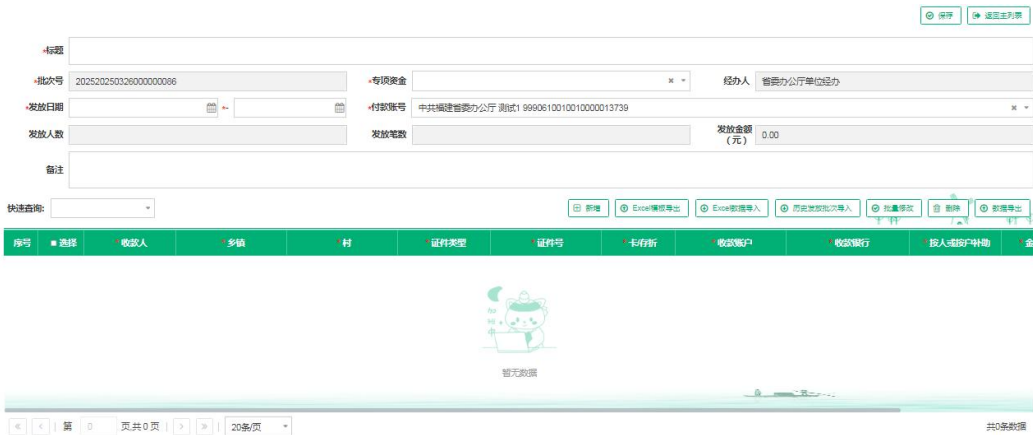 保存 返回主列表
*标题
*批次号 202520250326000000086 *专项资金 经办人 省委办公厅单位经办
*发放日期 *~ *付款账号 中共福建省委办公厅 测试1 9990610010010000013739
发放人数 发放笔数 发放金额（元） 0.00
备注
快速查询: 新增 Excel模板导出 Excel数据导入 历史发放批次导入 批量修改 删除 数据导出
序号 选择 *收款人 *乡镇 *村 *证件类型 *证件号 *卡/存折 *收款账户 *收款银行 *按人或按户补助 *金
暂无数据
« < 第 0 页,共0页 > » 20条/页 共0条数据